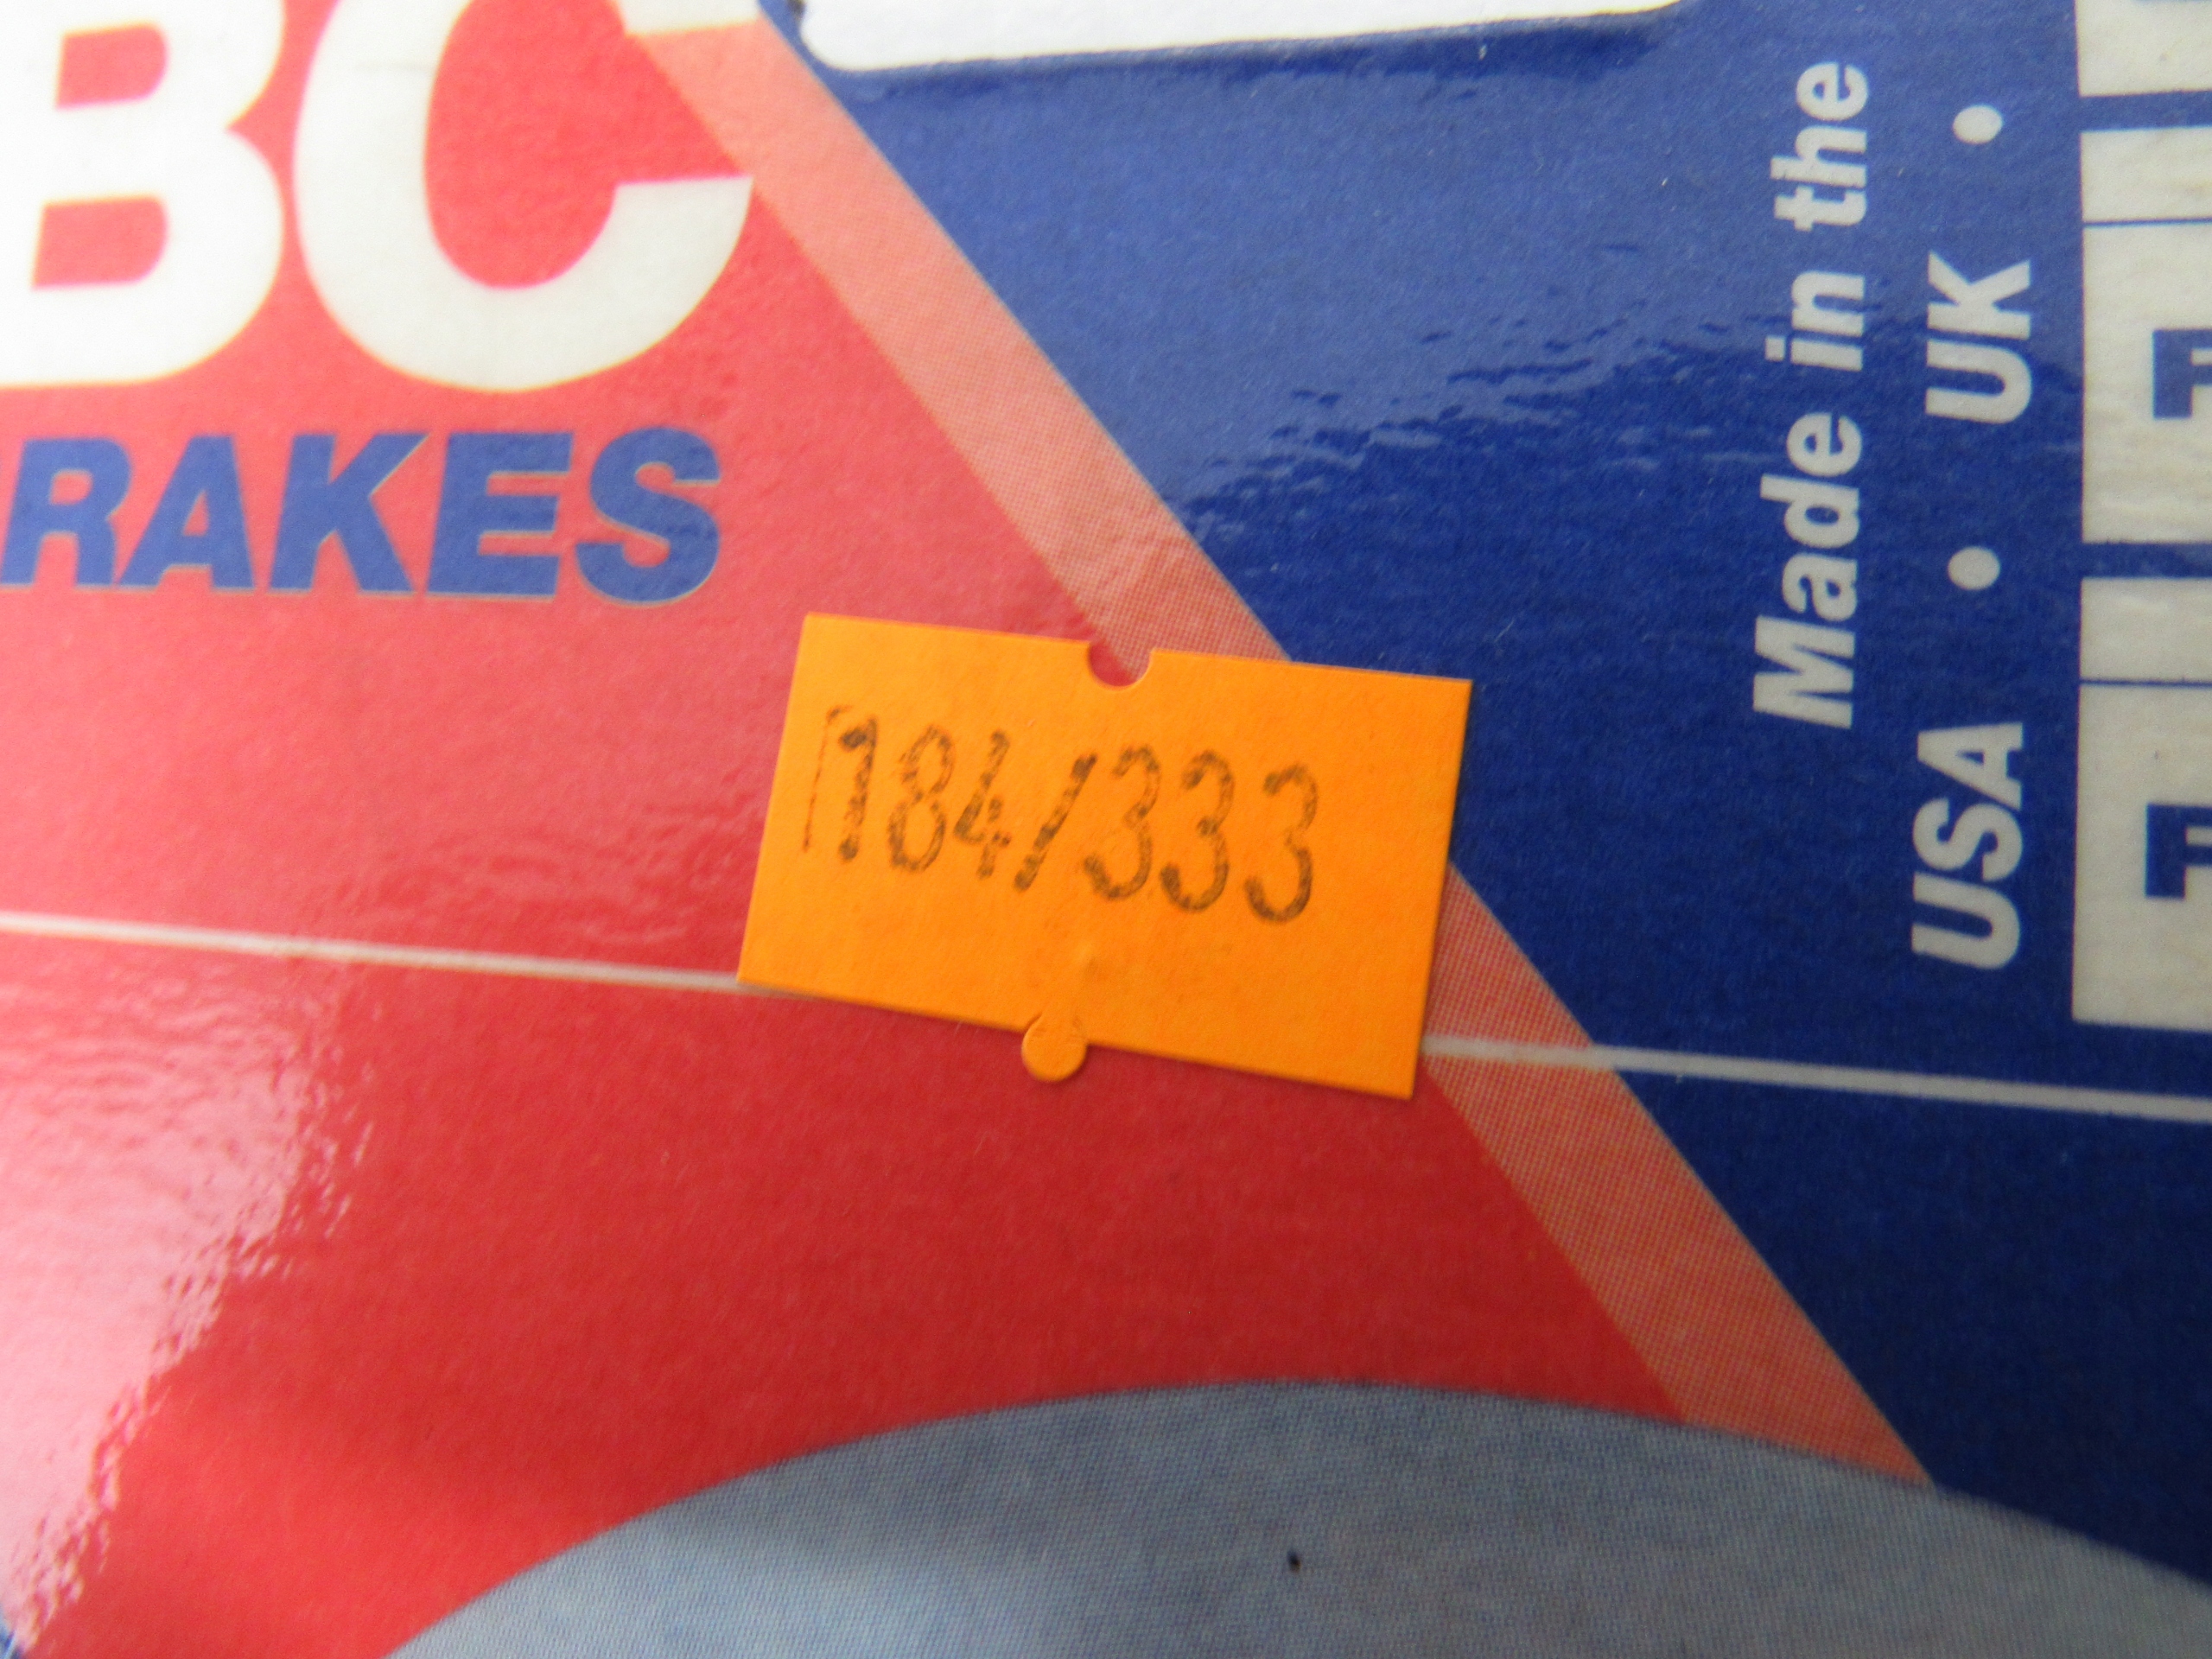 BC
RAKES
184/333
Made in the
USA • UK •